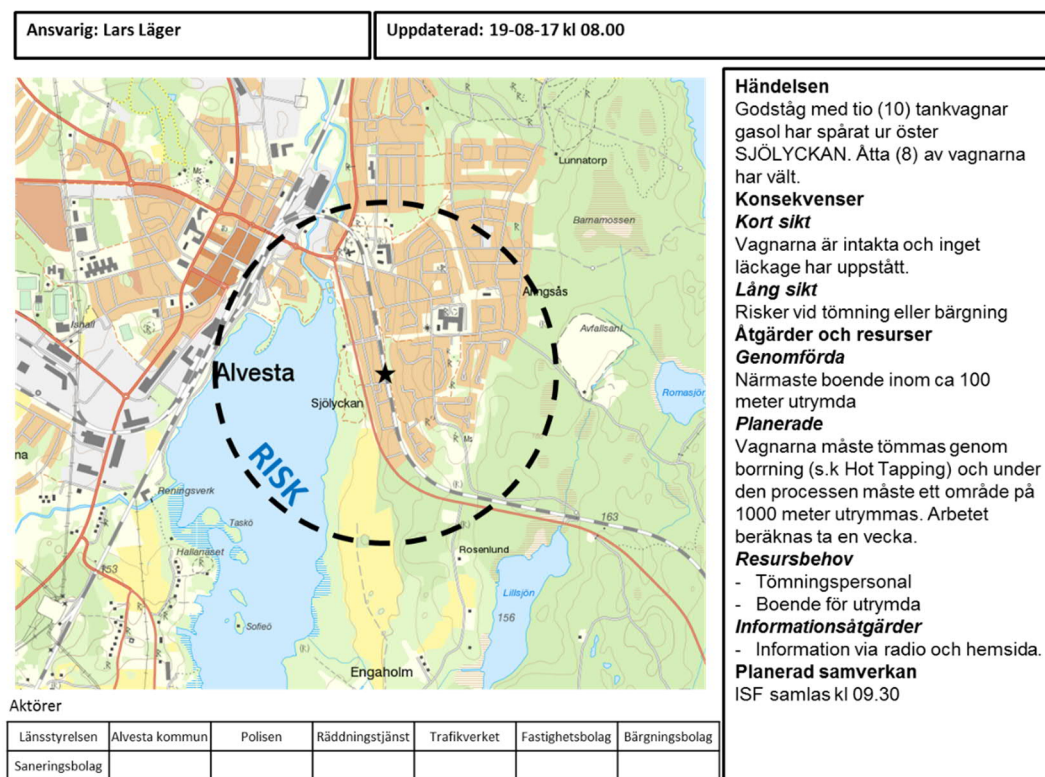 Ansvarig: Lars Läger
Uppdaterad: 19-08-17 kl 08.00
Lunnatorp
Barnamossen
Ms
Ishall
Aringsås
Avfallsanl.
Alvesta
Sjölyckan
Romasjön
RISK
na
Reningsverk
Taskö
Ms
163
Hallanäset
153
Rosenlund
Lillsjön
156
Sofieö
Engaholm
Händelsen
Godståg med tio (10) tankvagnar
gasol har spårat ur öster
SJÖLYCKAN. Åtta (8) av vagnarna
har vält.
Konsekvenser
Kort sikt
Vagnarna är intakta och inget
läckage har uppstått.
Lång sikt
Risker vid tömning eller bärgning
Åtgärder och resurser
Genomförda
Närmaste boende inom ca 100
meter utrymda
Planerade
Vagnarna måste tömmas genom
borrning (s.k Hot Tapping) och under
den processen måste ett område på
1000 meter utrymmas. Arbetet
beräknas ta en vecka.
Resursbehov
- Tömningspersonal
- Boende för utrymda
Informationsåtgärder
- Information via radio och hemsida.
Planerad samverkan
ISF samlas kl 09.30
Aktörer
Länsstyrelsen Alvesta kommun Polisen Räddningstjänst Trafikverket Fastighetsbolag Bärgningsbolag
Saneringsbolag